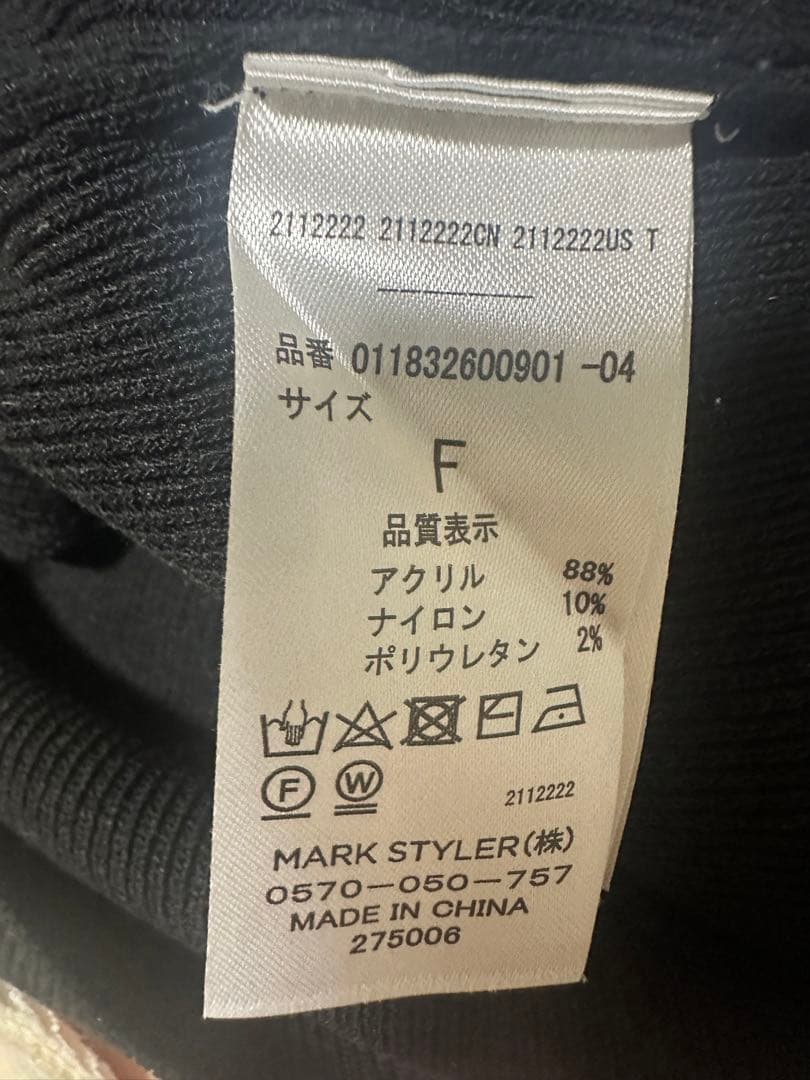 2112222 2112222CN 2112222US T
品番 011832600901 -04
サイズ
F
品質表示
アクリル 88%
ナイロン 10%
ポリウレタン 2%
F W
2112222
MARK STYLER(株)
0570-050-757
MADE IN CHINA
275006